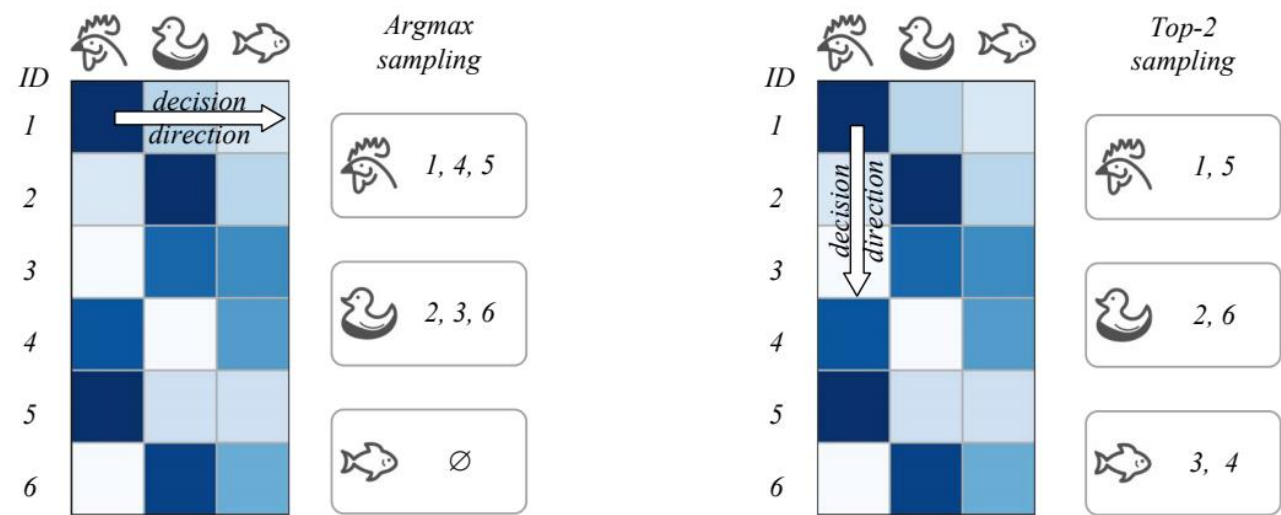 Argmax
sampling
ID
decision
direction
1
2
3
4
5
6
1, 4, 5
2, 3, 6
∅
Top-2
sampling
ID
decision
direction
1
2
3
4
5
6
1, 5
2, 6
3, 4